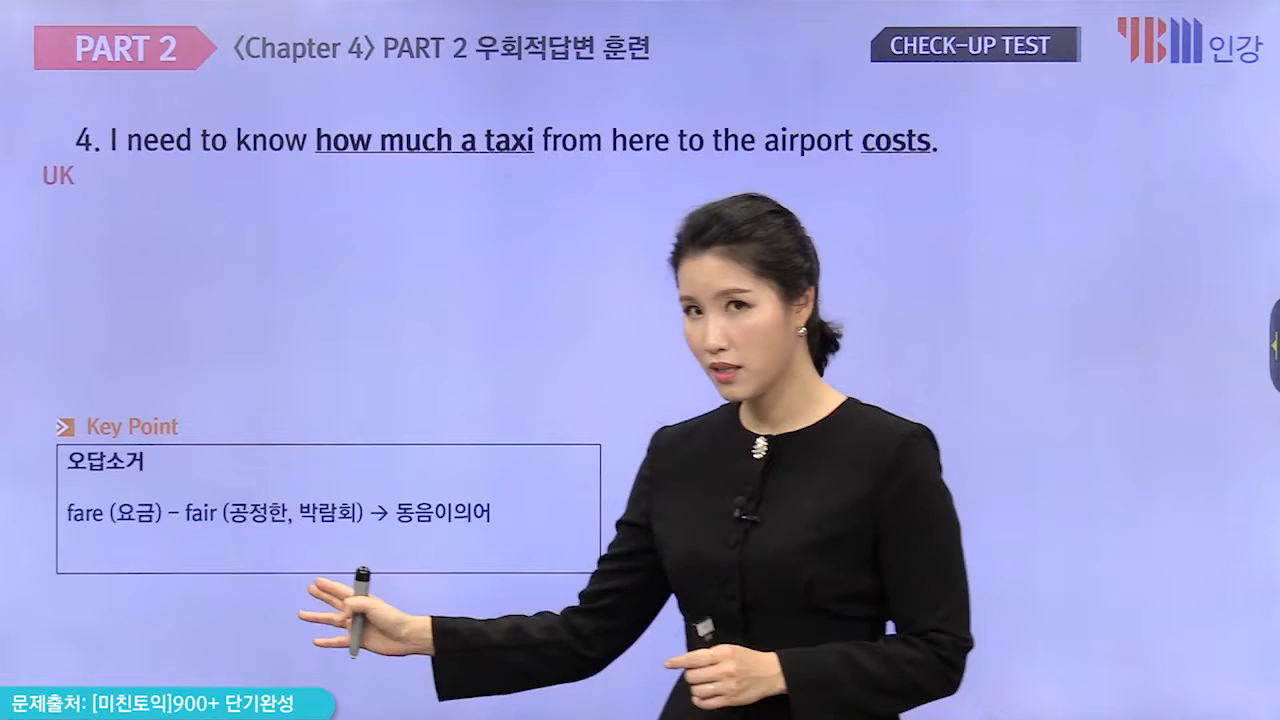 PART 2
〈Chapter 4〉 PART 2 우회적답변 훈련
CHECK-UP TEST
YBM 인강
4. I need to know how much a taxi from here to the airport costs.
UK
Key Point
오답소거
fare (요금) – fair (공정한, 박람회) → 동음이의어
문제출처: [미친토익]900+ 단기완성